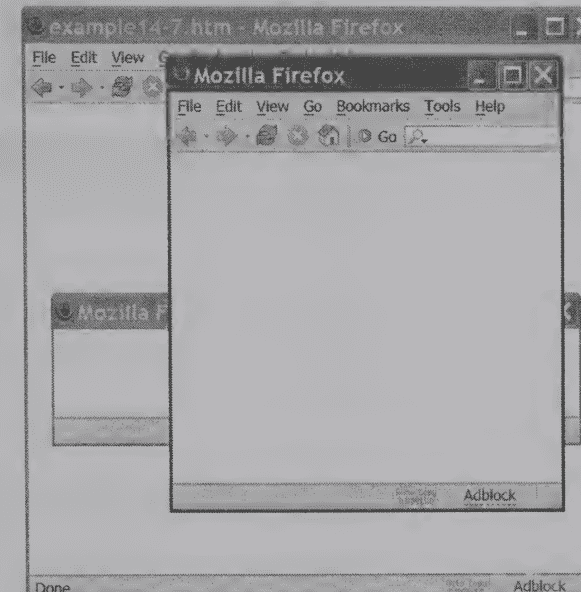 example14-7.htm - Mozilla Firefox
File Edit View
Mozilla Firefox
File Edit View Go Bookmarks Tools Help
Go
Mozilla F
Adblock
Done Adblock